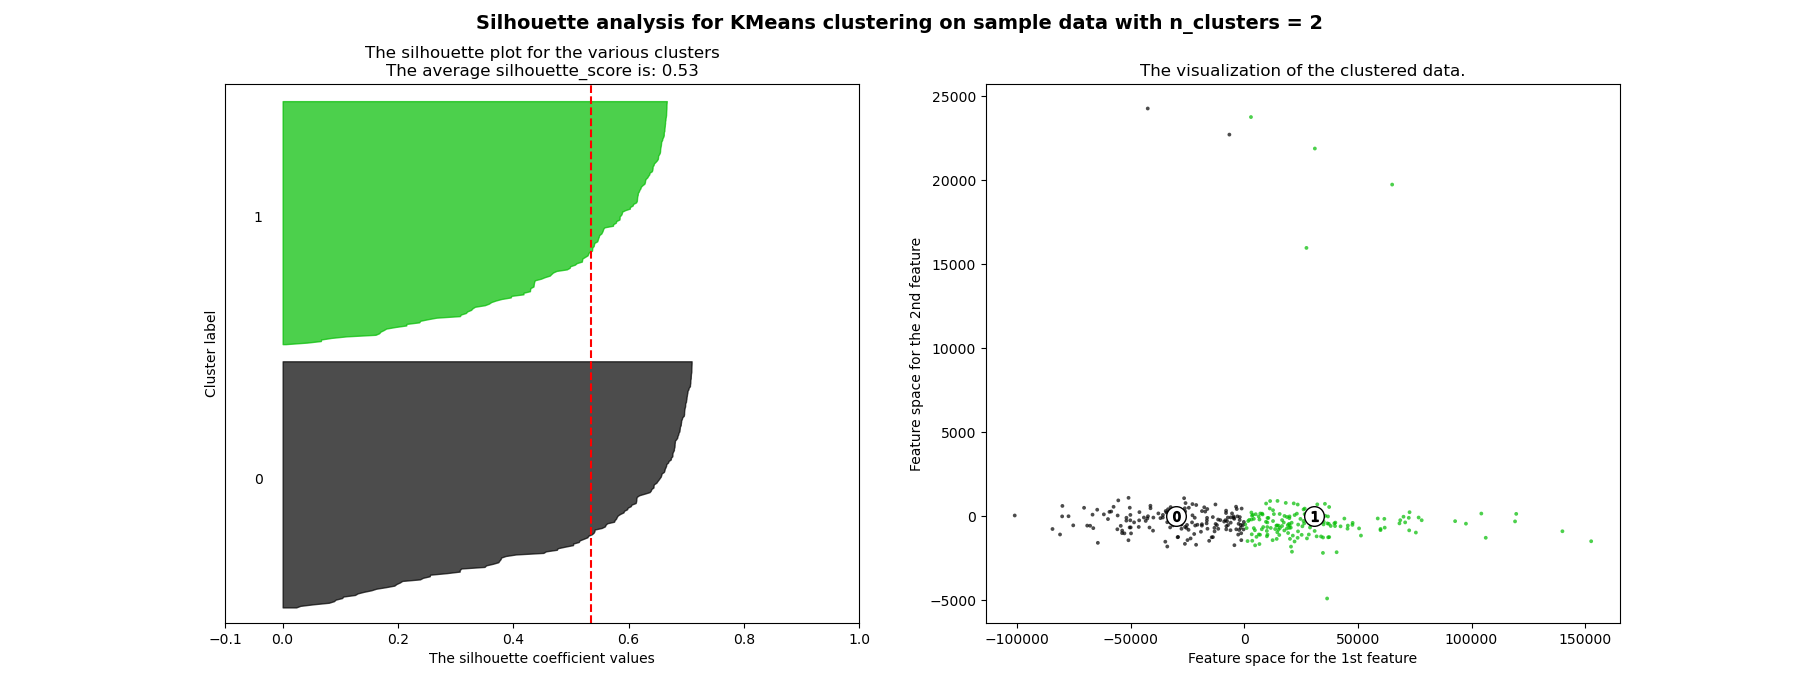 Silhouette analysis for KMeans clustering on sample data with n_clusters = 2
The silhouette plot for the various clusters
The average silhouette_score is: 0.53
Cluster label
1
0
−0.1 0.0 0.2 0.4 0.6 0.8 1.0
The silhouette coefficient values
The visualization of the clustered data.
Feature space for the 2nd feature
25000
20000
15000
10000
5000
0
−5000
0 1
−100000 −50000 0 50000 100000 150000
Feature space for the 1st feature